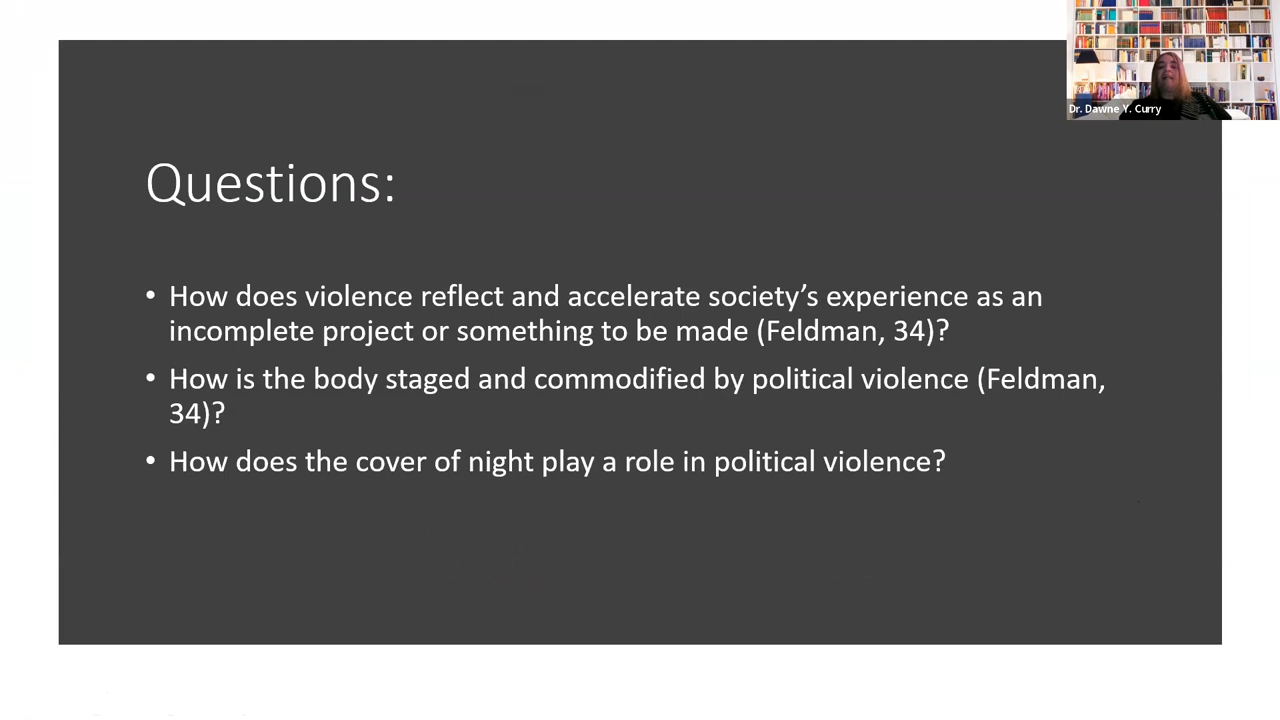 Dr. Dawne Y. Curry
Questions:
• How does violence reflect and accelerate society’s experience as an
incomplete project or something to be made (Feldman, 34)?
• How is the body staged and commodified by political violence (Feldman,
34)?
• How does the cover of night play a role in political violence?